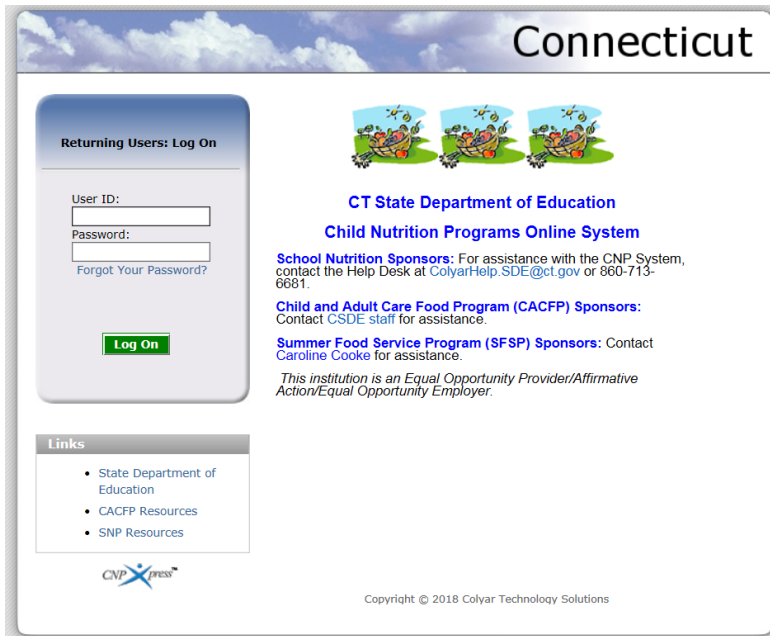 Connecticut
Returning Users: Log On
User ID:
Password:
Forgot Your Password?
Log On
Links
• State Department of
Education
• CACFP Resources
• SNP Resources
CNPXpress™
CT State Department of Education
Child Nutrition Programs Online System
School Nutrition Sponsors: For assistance with the CNP System,
contact the Help Desk at ColyarHelp.SDE@ct.gov or 860-713-
6681.
Child and Adult Care Food Program (CACFP) Sponsors:
Contact CSDE staff for assistance.
Summer Food Service Program (SFSP) Sponsors: Contact
Caroline Cooke for assistance.
This institution is an Equal Opportunity Provider/Affirmative
Action/Equal Opportunity Employer.
Copyright © 2018 Colyar Technology Solutions